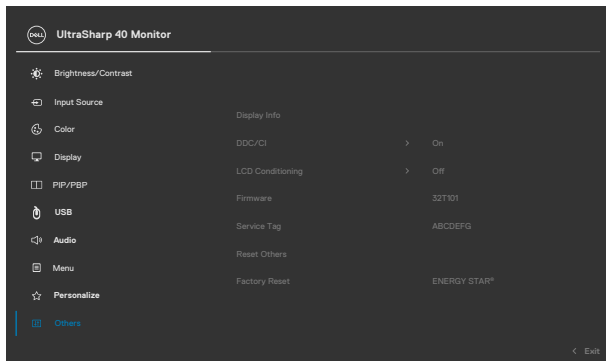 DELL UltraSharp 40 Monitor
Brightness/Contrast
Input Source
Color
Display
PIP/PBP
USB
Audio
Menu
Personalize
Others
Display Info
DDC/CI > On
LCD Conditioning > Off
Firmware 32T101
Service Tag ABCDEFG
Reset Others
Factory Reset ENERGY STAR®
< Exit